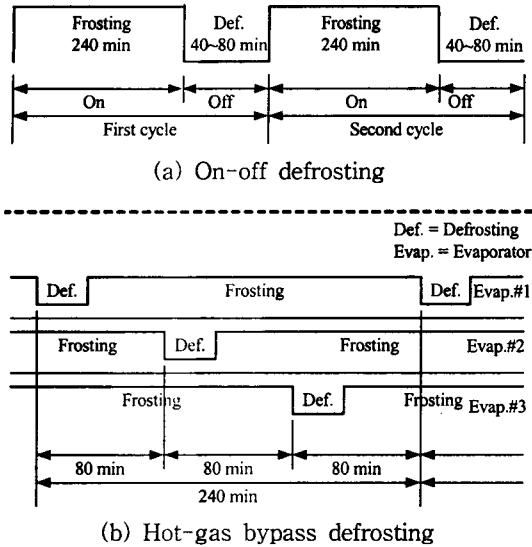 Frosting
240 min
Def.
40~80 min
Frosting
240 min
Def.
40~80 min
On
Off
On
Off
First cycle
Second cycle
(a) On-off defrosting
Def. = Defrosting
Evap. = Evaporator
Def.
Frosting
Def.
Evap.#1
Frosting
Def.
Frosting
Evap.#2
Frosting
Def.
Frosting
Evap.#3
80 min
80 min
80 min
240 min
(b) Hot-gas bypass defrosting